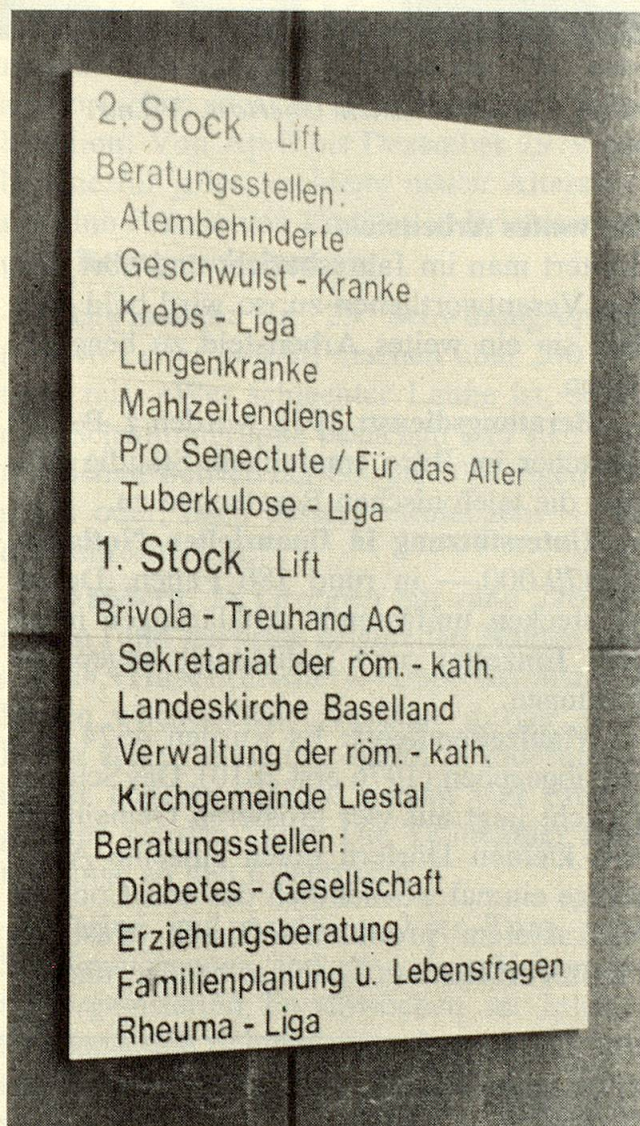 2. Stock Lift
Beratungsstellen:
Atembehinderte
Geschwulst - Kranke
Krebs - Liga
Lungenkranke
Mahlzeitendienst
Pro Senectute / Für das Alter
Tuberkulose - Liga
1. Stock Lift
Brivola - Treuhand AG
Sekretariat der röm. - kath.
Landeskirche Baselland
Verwaltung der röm. - kath.
Kirchgemeinde Liestal
Beratungsstellen:
Diabetes - Gesellschaft
Erziehungsberatung
Familienplanung u. Lebensfragen
Rheuma - Liga